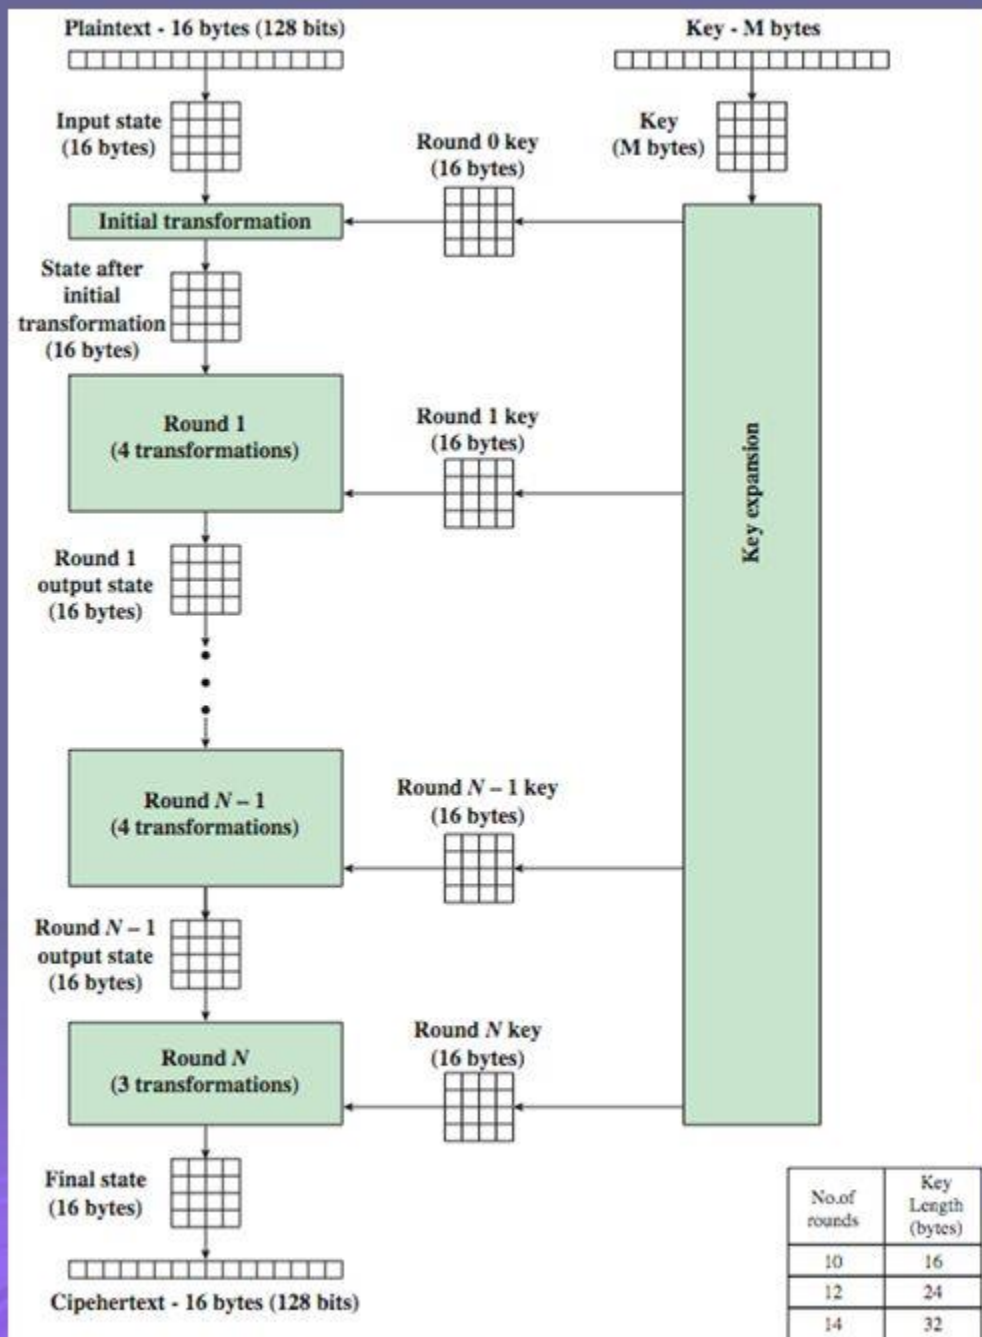 Plaintext - 16 bytes (128 bits)
Key - M bytes
Input state
(16 bytes)
Key
(M bytes)
Round 0 key
(16 bytes)
Initial transformation
State after
initial
transformation
(16 bytes)
Round 1
(4 transformations)
Round 1 key
(16 bytes)
Key expansion
Round 1
output state
(16 bytes)
Round N – 1
(4 transformations)
Round N – 1 key
(16 bytes)
Round N – 1
output state
(16 bytes)
Round N
(3 transformations)
Round N key
(16 bytes)
Final state
(16 bytes)
Cipehertext - 16 bytes (128 bits)
No.of
rounds
Key
Length
(bytes)
10 16
12 24
14 32